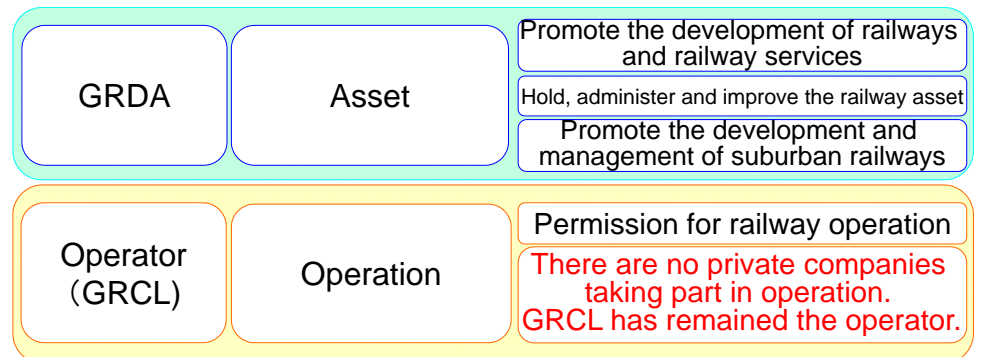 GRDA
Asset
Promote the development of railways
and railway services
Hold, administer and improve the railway asset
Promote the development and
management of suburban railways
Operator
（GRCL)
Operation
Permission for railway operation
There are no private companies
taking part in operation.
GRCL has remained the operator.